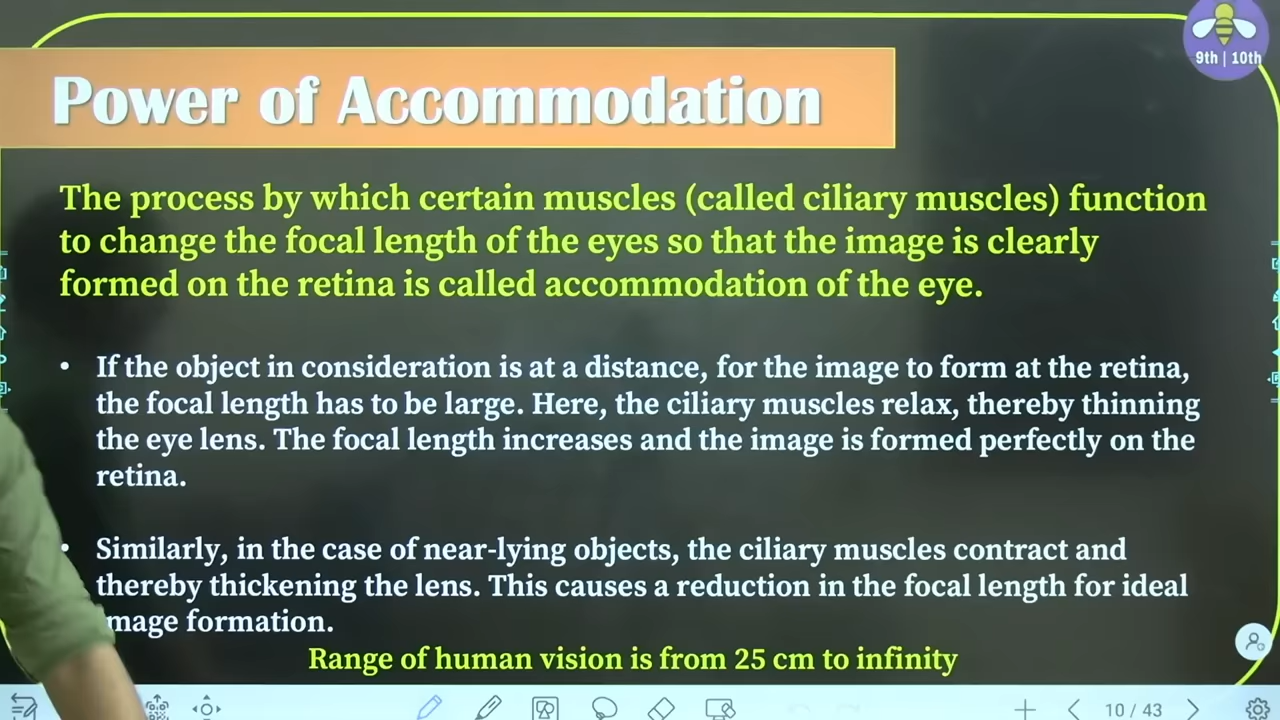 9th | 10th
Power of Accommodation
The process by which certain muscles (called ciliary muscles) function
to change the focal length of the eyes so that the image is clearly
formed on the retina is called accommodation of the eye.
• If the object in consideration is at a distance, for the image to form at the retina,
the focal length has to be large. Here, the ciliary muscles relax, thereby thinning
the eye lens. The focal length increases and the image is formed perfectly on the
retina.
• Similarly, in the case of near-lying objects, the ciliary muscles contract and
thereby thickening the lens. This causes a reduction in the focal length for ideal
image formation.
Range of human vision is from 25 cm to infinity
10 / 43